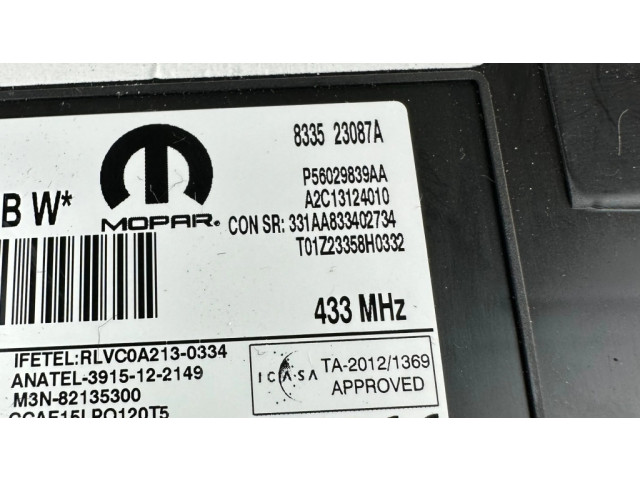 8335 23087A
P56029839AA
A2C13124010
B W*
MOPAR®
CON SR: 331AA833402734
T01Z23358H0332
433 MHz
IFETEL:RLVC0A213-0334
ANATEL-3915-12-2149
M3N-82135300
ICASA
TA-2012/1369
APPROVED